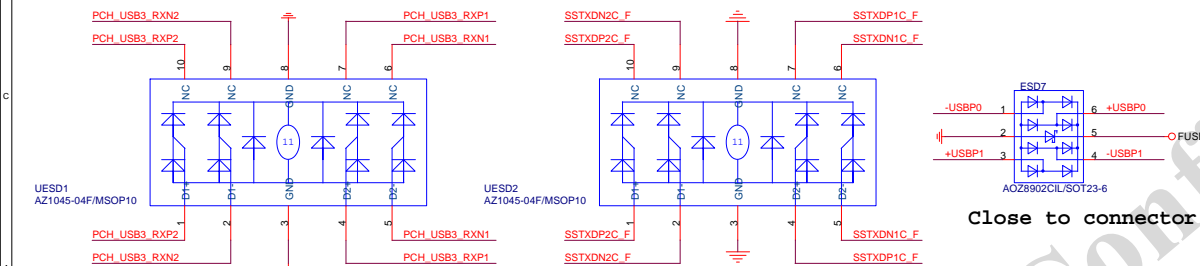 PCH_USB3_RXN2 PCH_USB3_RXP1 SSTXDN2C_F SSTXDP1C_F
PCH_USB3_RXP2 PCH_USB3_RXN1 SSTXDP2C_F SSTXDN1C_F
10 9 8 7 6 10 9 8 7 6
C
NC NC GND NC NC NC NC GND NC NC
ESD7
-USBP0 1 6 +USBP0
2 5 FUSE
+USBP1 3 4 -USBP1
11 11
UESD1 D1+ D1- GND D2+ D2- UESD2 D1+ D1- GND D2+ D2- AOZ8902CIL/SOT23-6
AZ1045-04F/MSOP10 AZ1045-04F/MSOP10
1 2 3 4 5 1 2 3 4 5
Close to connector
PCH_USB3_RXP2 PCH_USB3_RXN1 SSTXDP2C_F SSTXDN1C_F
PCH_USB3_RXN2 PCH_USB3_RXP1 SSTXDN2C_F SSTXDP1C_F
Conf